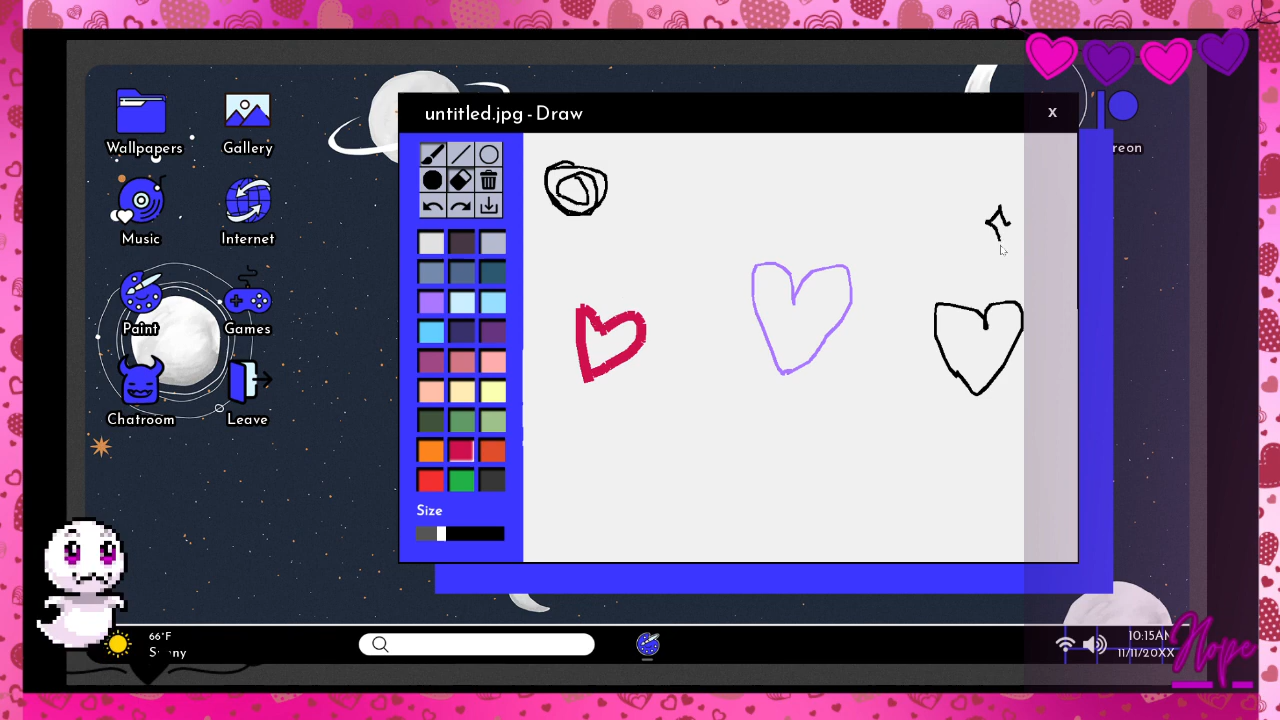 untitled.jpg - Draw
x
Wallpapers
Gallery
reon
Music
Internet
Paint
Games
Chatroom
Leave
Size
66°F
10:15AM
11/11/20XX
Nope